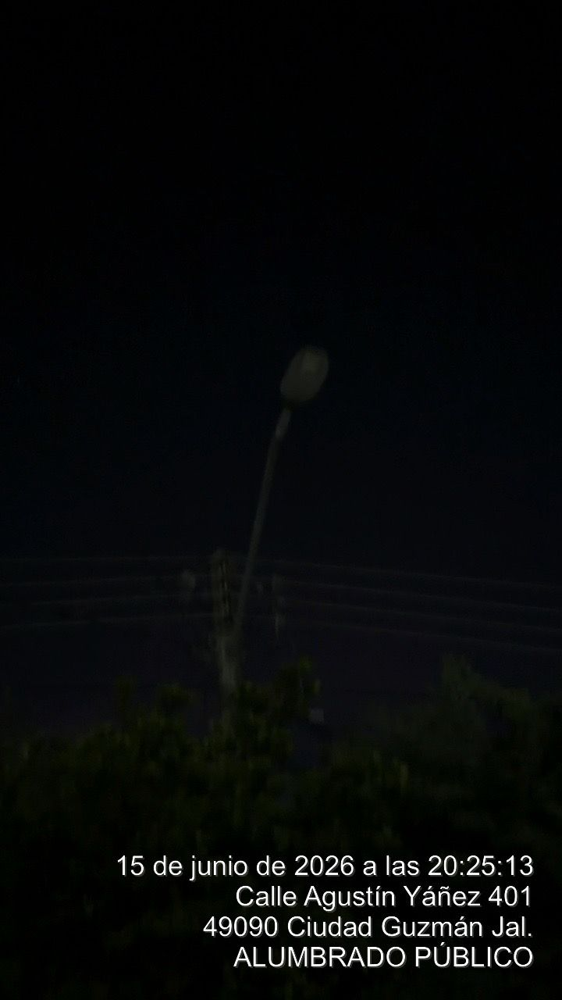 15 de junio de 2026 a las 20:25:13
Calle Agustín Yáñez 401
49090 Ciudad Guzmán Jal.
ALUMBRADO PÚBLICO